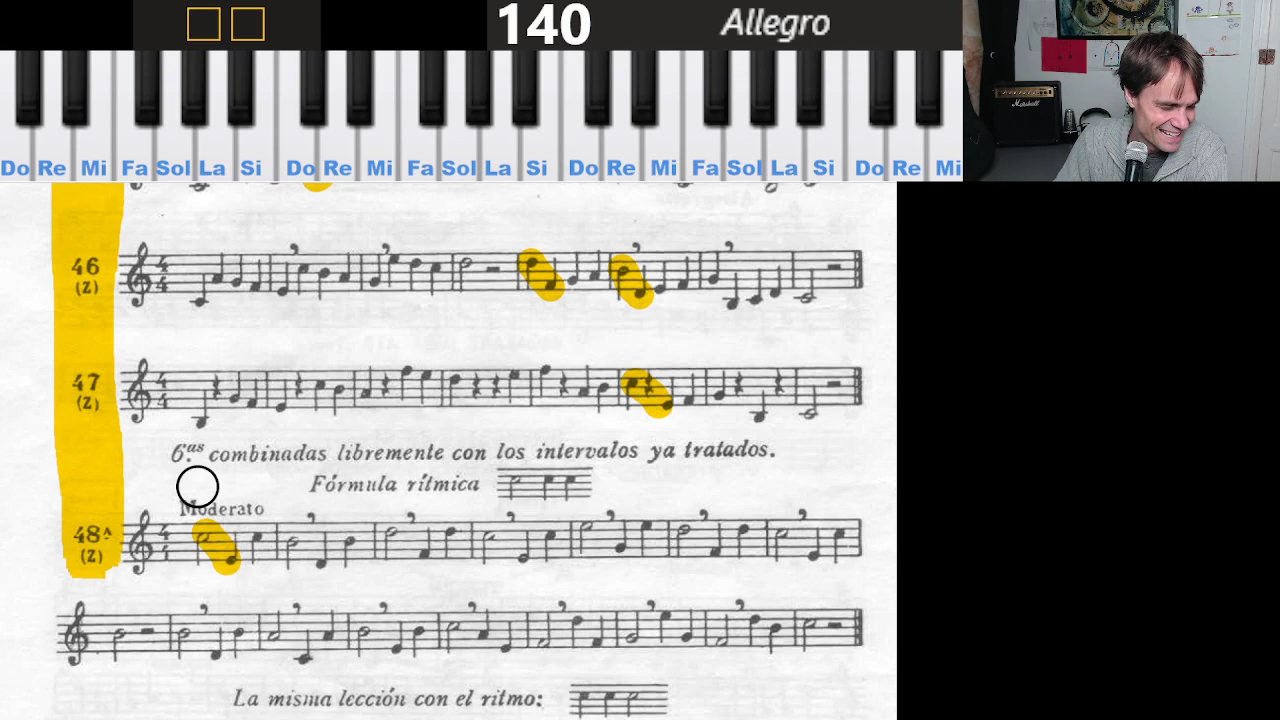 140 Allegro
Marshall
Do Re Mi Fa Sol La Si Do Re Mi Fa Sol La Si Do Re Mi Fa Sol La Si Do Re Mi
46
(Z)
47
(Z)
6.as combinadas libremente con los intervalos ya tratados.
Fórmula rítmica
Moderato
48ª
(Z)
La misma lección con el ritmo: